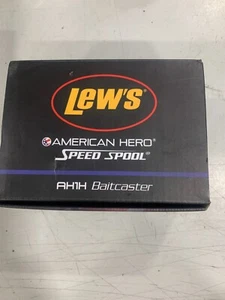 LEW'S
AMERICAN HERO®
SPEED SPOOL®
AH1H Baitcaster